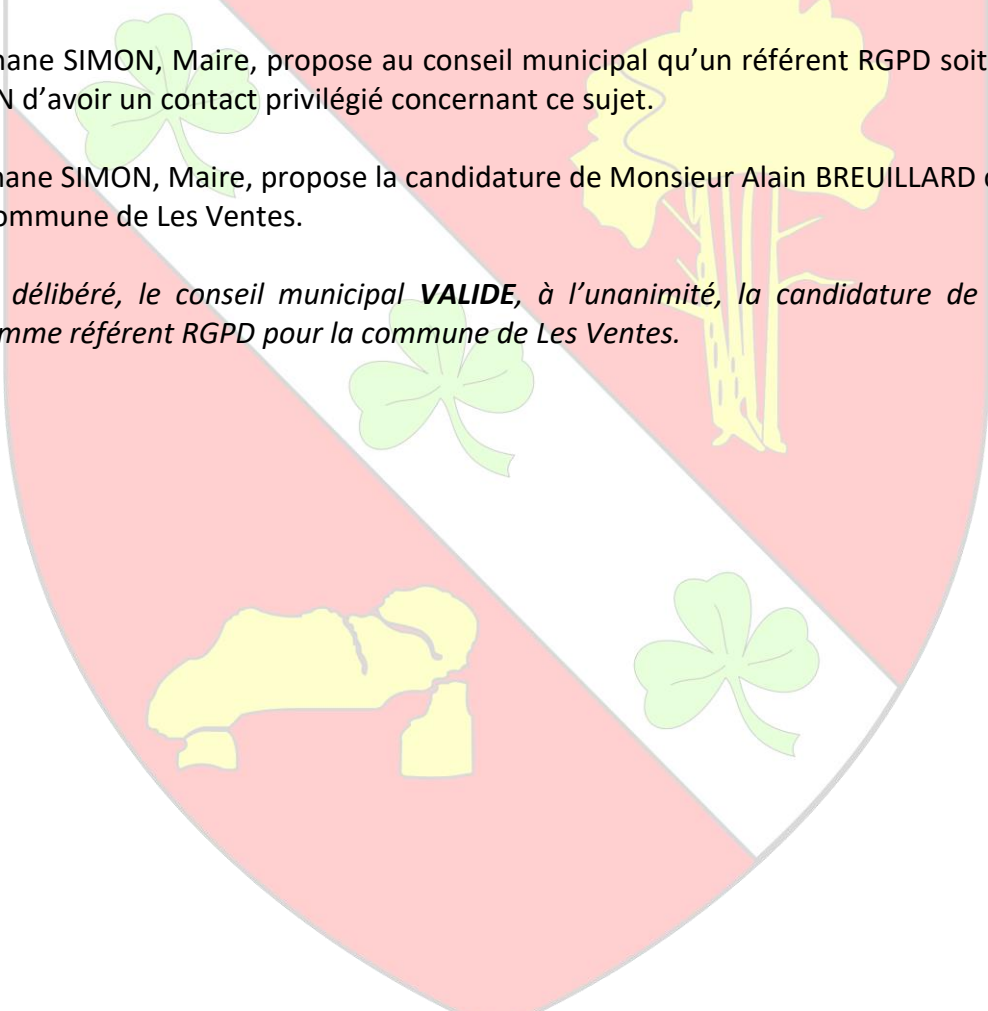 hane SIMON, Maire, propose au conseil municipal qu'un référent RGPD soit
N d'avoir un contact privilégié concernant ce sujet.
hane SIMON, Maire, propose la candidature de Monsieur Alain BREUILLARD
ommune de Les Ventes.
délibéré, le conseil municipal VALIDE, à l'unanimité, la candidature de
mme référent RGPD pour la commune de Les Ventes.